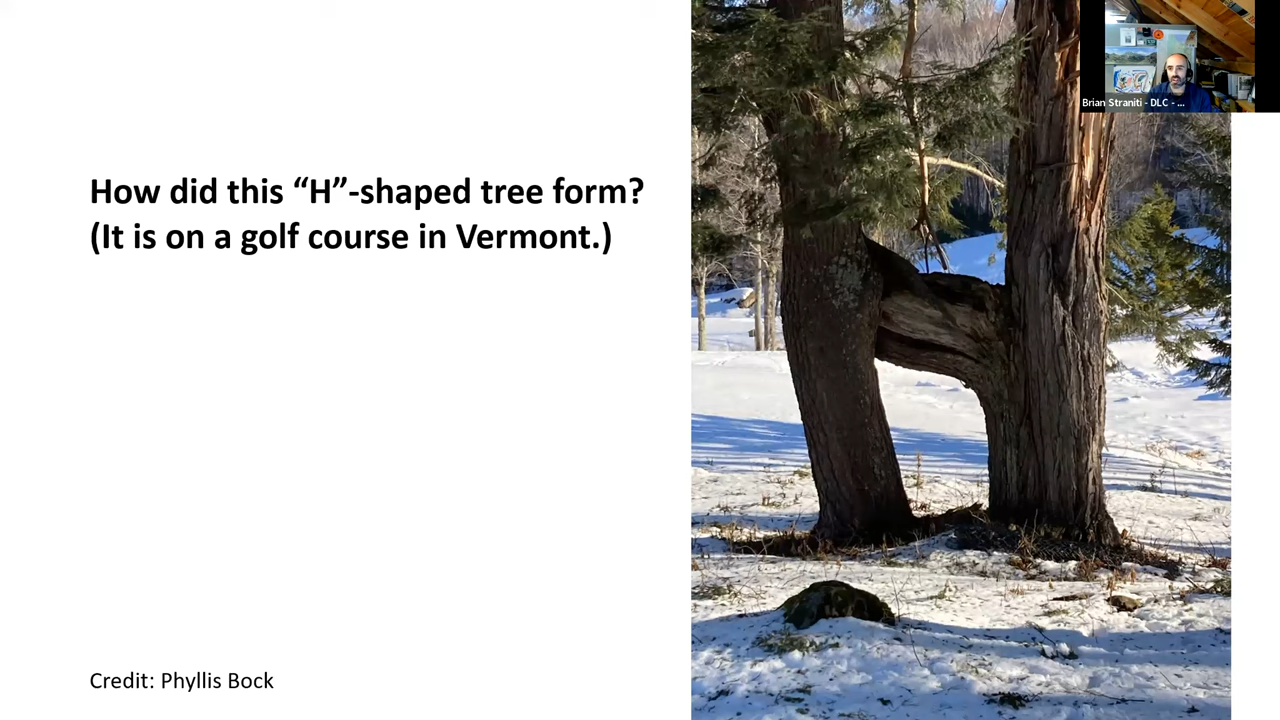 How did this “H”-shaped tree form?
(It is on a golf course in Vermont.)
Credit: Phyllis Bock
Brian Straniti - DLC - ...